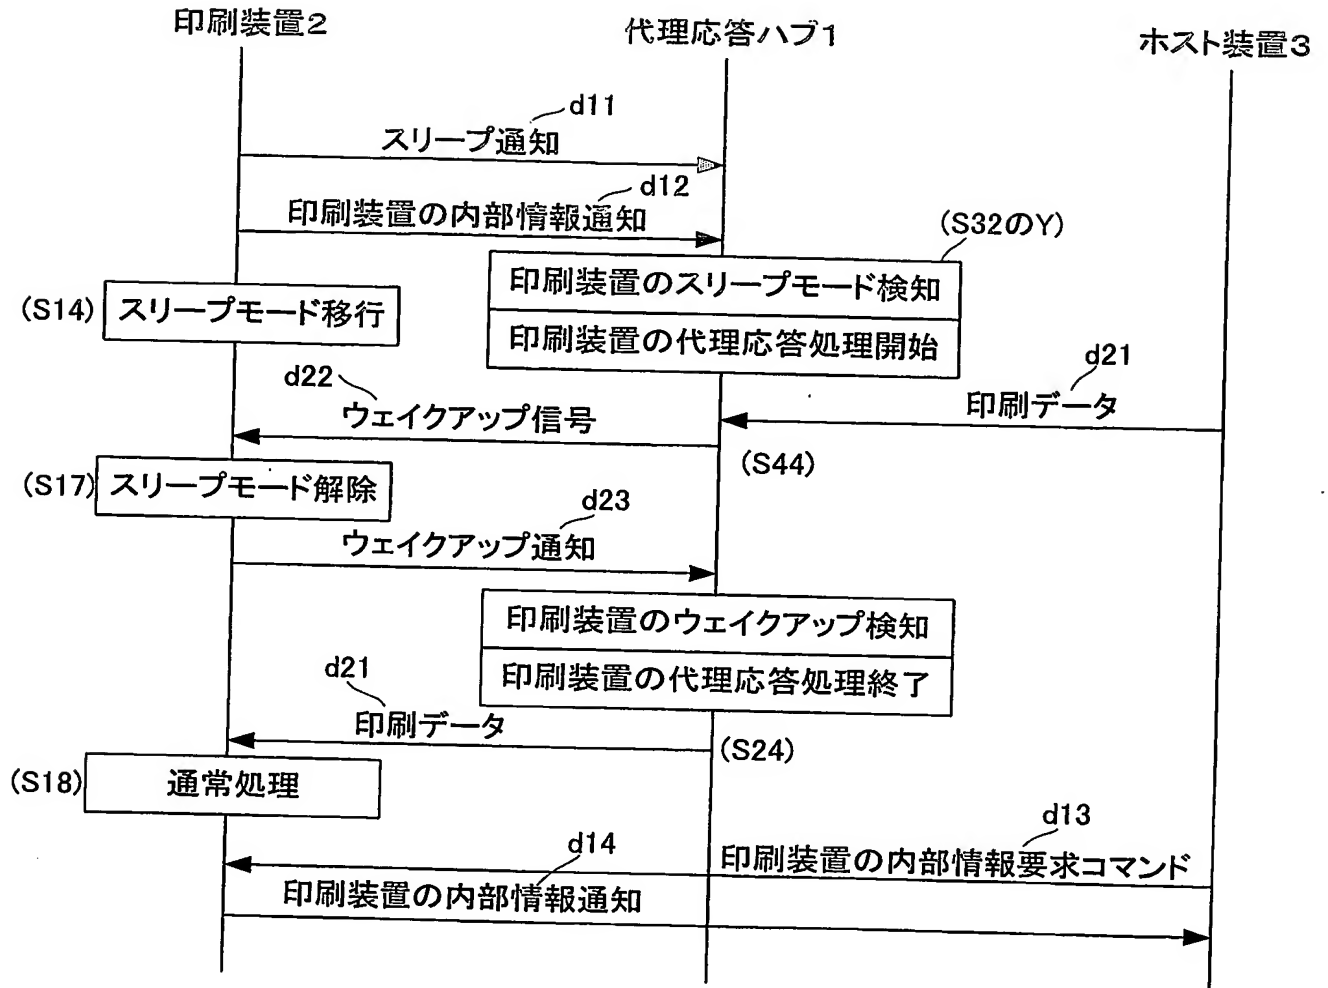 印刷装置2
代理応答ハブ1
ホスト装置3
d11
スリープ通知
d12
印刷装置の内部情報通知
(S32のY)
印刷装置のスリープモード検知
(S14)
スリープモード移行
印刷装置の代理応答処理開始
d22
d21
ウェイクアップ信号
印刷データ
(S44)
(S17)
スリープモード解除
d23
ウェイクアップ通知
印刷装置のウェイクアップ検知
印刷装置の代理応答処理終了
d21
印刷データ
(S24)
(S18)
通常処理
d13
d14
印刷装置の内部情報要求コマンド
印刷装置の内部情報通知